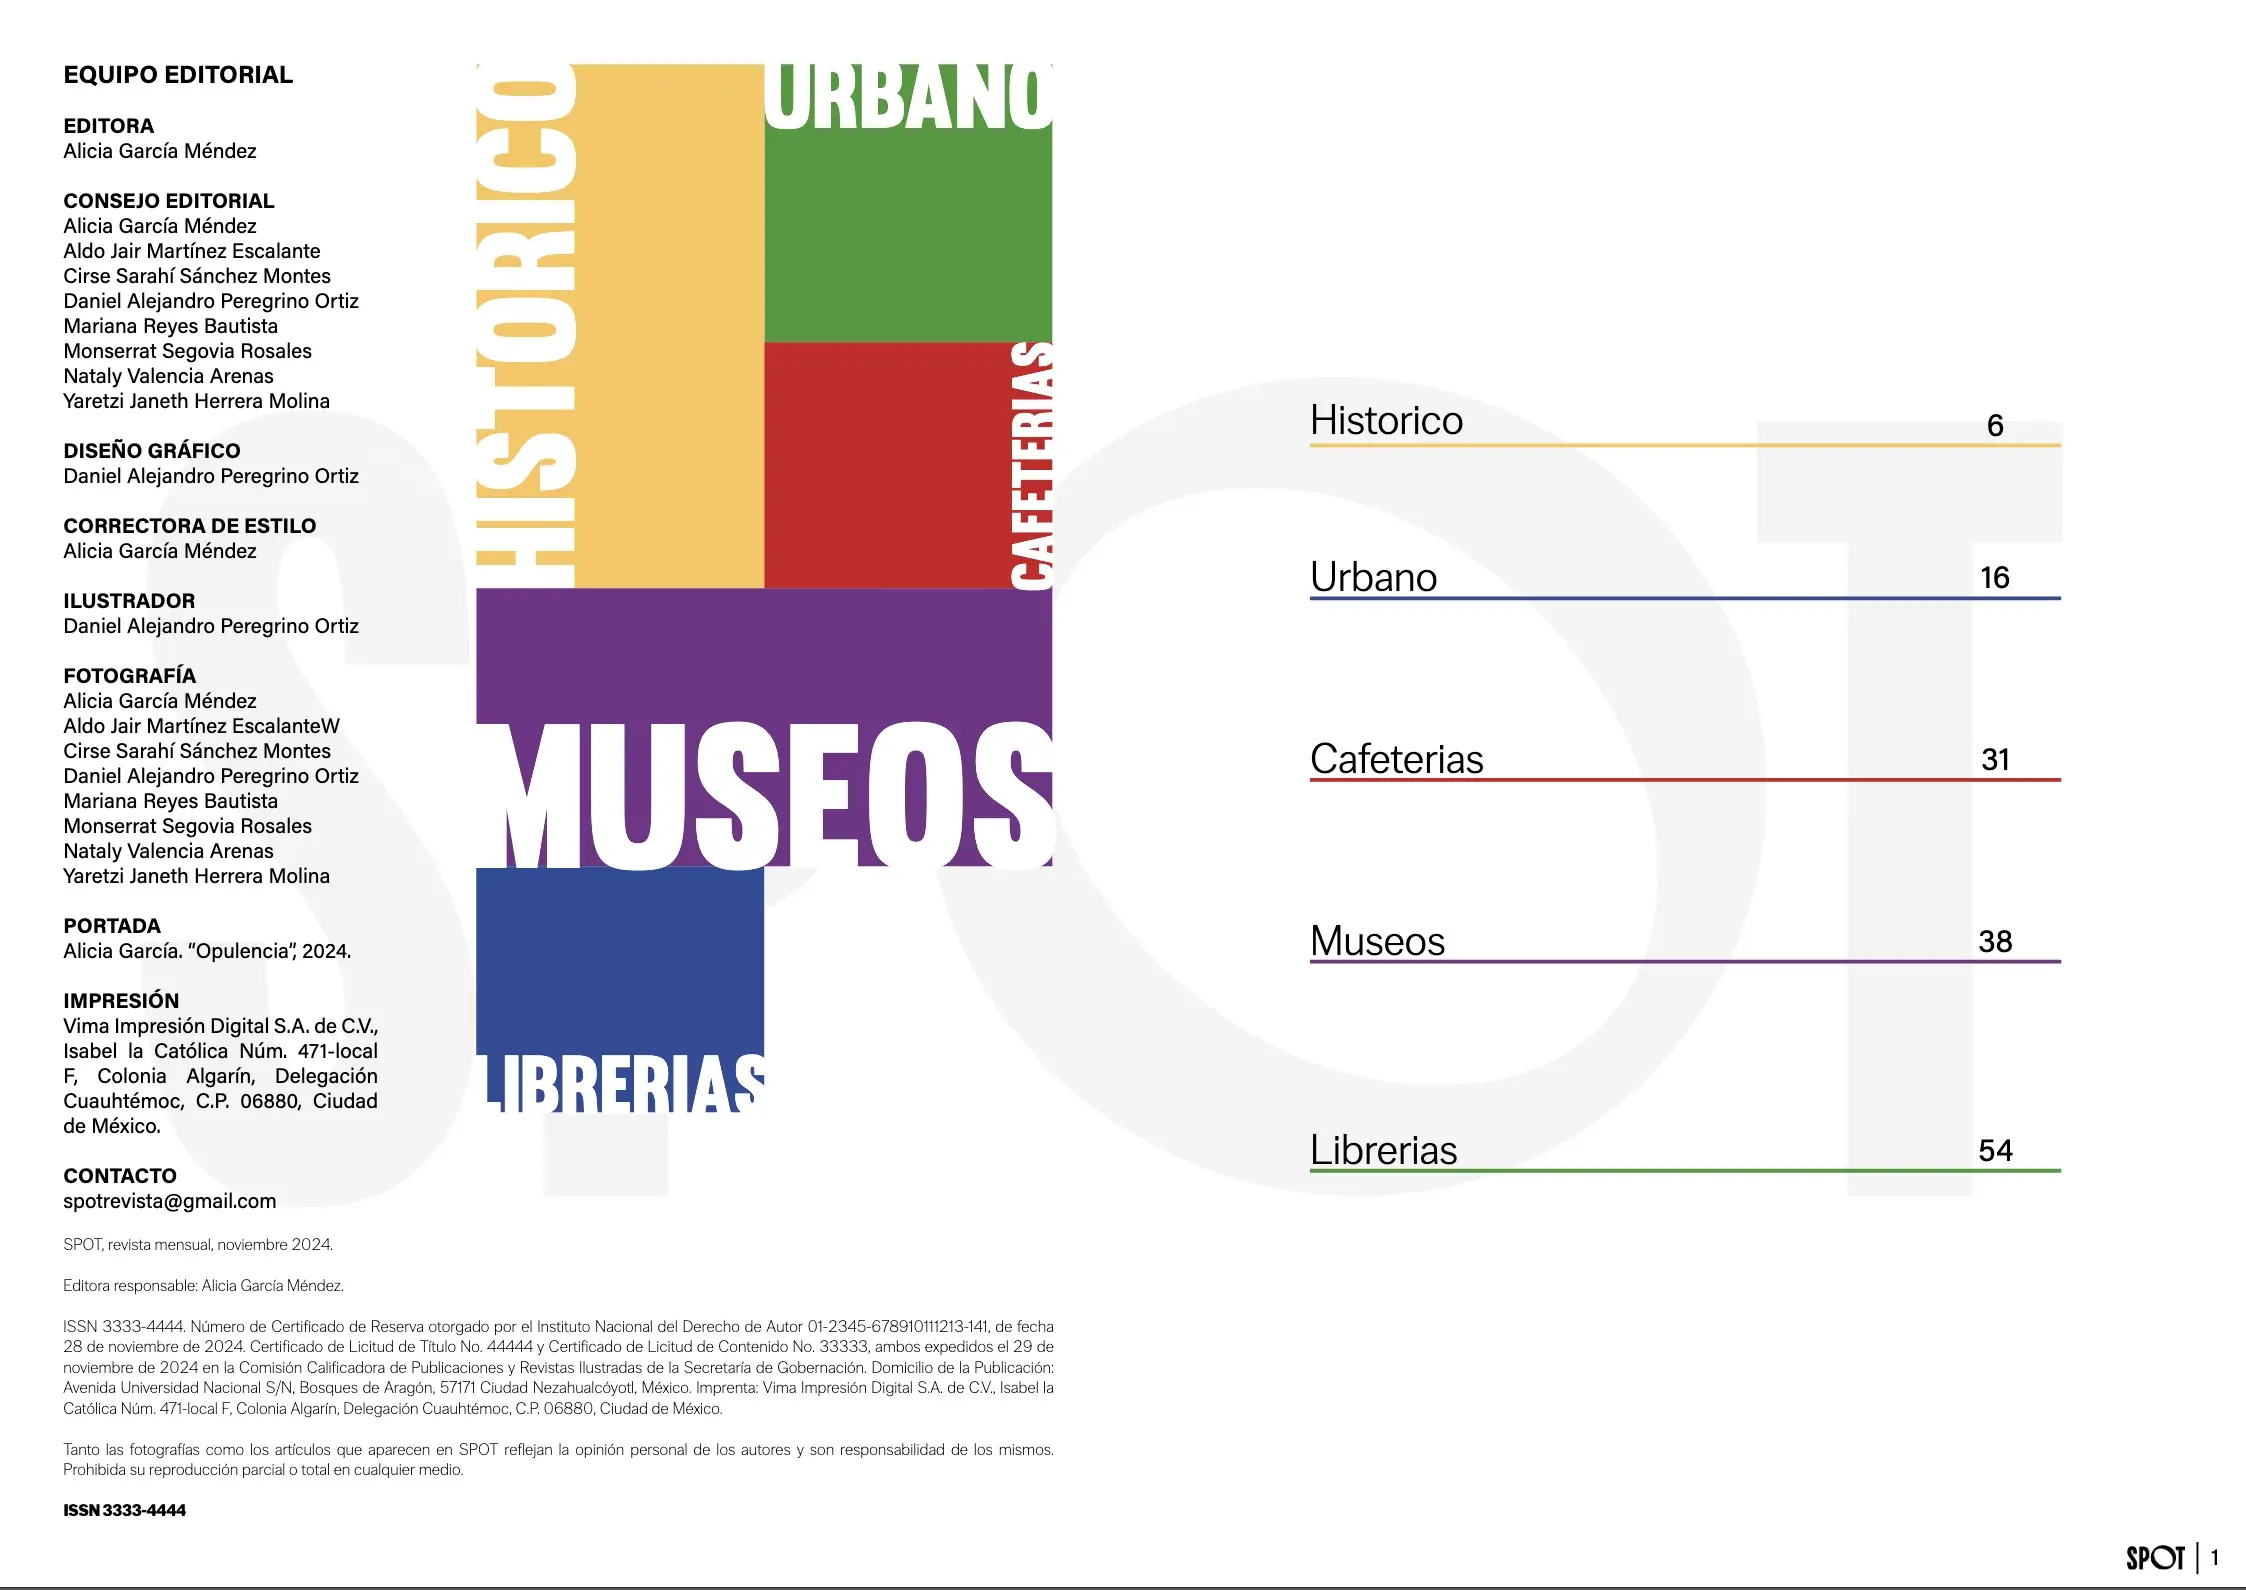 EQUIPO EDITORIAL
EDITORA
Alicia García Méndez
CONSEJO EDITORIAL
Alicia García Méndez
Aldo Jair Martínez Escalante
Cirse Sarahí Sánchez Montes
Daniel Alejandro Peregrino Ortiz
Mariana Reyes Bautista
Monserrat Segovia Rosales
Nataly Valencia Arenas
Yaretzi Janeth Herrera Molina
DISEÑO GRÁFICO
Daniel Alejandro Peregrino Ortiz
CORRECTORA DE ESTILO
Alicia García Méndez
ILUSTRADOR
Daniel Alejandro Peregrino Ortiz
FOTOGRAFÍA
Alicia García Méndez
Aldo Jair Martínez EscalanteW
Cirse Sarahí Sánchez Montes
Daniel Alejandro Peregrino Ortiz
Mariana Reyes Bautista
Monserrat Segovia Rosales
Nataly Valencia Arenas
Yaretzi Janeth Herrera Molina
PORTADA
Alicia García. “Opulencia”, 2024.
IMPRESIÓN
Vima Impresión Digital S.A. de C.V.,
Isabel la Católica Núm. 471-local
F, Colonia Algarín, Delegación
Cuauhtémoc, C.P. 06880, Ciudad
de México.
CONTACTO
spotrevista@gmail.com
SPOT, revista mensual, noviembre 2024.
Editora responsable: Alicia García Méndez.
ISSN 3333-4444. Número de Certificado de Reserva otorgado por el Instituto Nacional del Derecho de Autor 01-2345-678910111213-141, de fecha
28 de noviembre de 2024. Certificado de Licitud de Título No. 44444 y Certificado de Licitud de Contenido No. 33333, ambos expedidos el 29 de
noviembre de 2024 en la Comisión Calificadora de Publicaciones y Revistas Ilustradas de la Secretaría de Gobernación. Domicilio de la Publicación:
Avenida Universidad Nacional S/N, Bosques de Aragón, 57171 Ciudad Nezahualcóyotl, México. Imprenta: Vima Impresión Digital S.A. de C.V., Isabel la
Católica Núm. 471-local F, Colonia Algarín, Delegación Cuauhtémoc, C.P. 06880, Ciudad de México.
Tanto las fotografías como los artículos que aparecen en SPOT reflejan la opinión personal de los autores y son responsabilidad de los mismos.
Prohibida su reproducción parcial o total en cualquier medio.
ISSN 3333-4444
HISTORICO
URBANO
CAFETERIAS
MUSEOS
LIBRERIAS
SPOT
Historico 6
Urbano 16
Cafeterias 31
Museos 38
Librerias 54
SPOT | 1